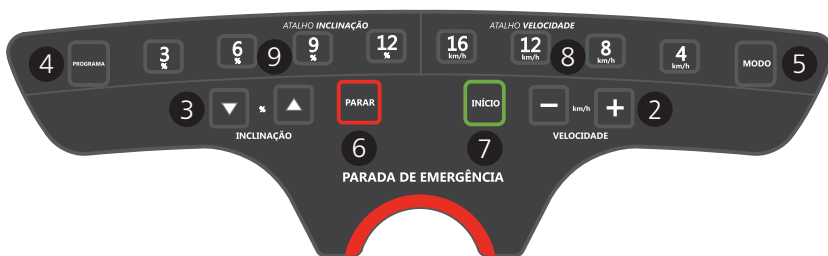 ATALHO INCLINAÇÃO
ATALHO VELOCIDADE
4
PROGRAMA
3
%
6
%
9
9
%
12
%
16
km/h
12
km/h
8
8
km/h
4
km/h
MODO
5
3
%
INCLINAÇÃO
PARAR
6
INÍCIO
7
km/h
2
VELOCIDADE
PARADA DE EMERGÊNCIA